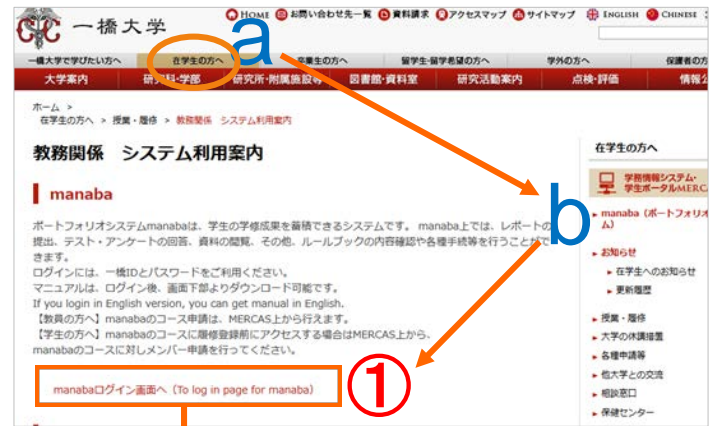 一橋大学
HOME お問い合わせ先一覧 資料請求 アクセスマップ サイトマップ ENGLISH CHINESE
一橋大学で学びたい方へ 在学生の方へ 卒業生の方へ 留学生・留学希望の方へ 学外の方へ 保護者の方
大学案内 研究科・学部 研究所・附属施設等 図書館・資料室 研究活動案内 点検・評価 情報公
a
ホーム >
在学生の方へ > 授業・履修 > 教務関係 システム利用案内
教務関係 システム利用案内
manaba
b
ポートフォリオシステムmanabaは、学生の学修成果を蓄積できるシステムです。 manaba上では、レポートの
提出、テスト・アンケートの回答、資料の閲覧、その他、ルールブックの内容確認や各種手続等を行うことがで
きます。
ログインには、一橋IDとパスワードをご利用ください。
マニュアルは、ログイン後、画面下部よりダウンロード可能です。
If you login in English version, you can get manual in English.
【教員の方へ】manabaのコース申請は、MERCAS上から行えます。
【学生の方へ】manabaのコースに履修登録前にアクセスする場合はMERCAS上から、
manabaのコースに対しメンバー申請を行ってください。
manabaログイン画面へ（To log in page for manaba）
①
在学生の方へ
学務情報システム・
学生ポータルMERCA
manaba（ポートフォリオ
ム）
お知らせ
在学生へのお知らせ
更新履歴
授業・履修
大学の休講措置
各種申請等
他大学との交流
相談窓口
保健センター